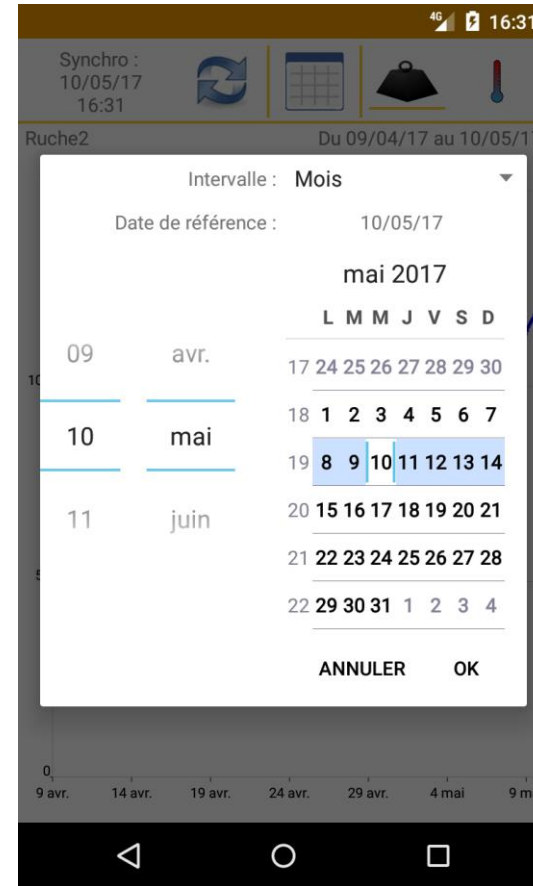 4G 16:31
Synchro :
10/05/17
16:31
Ruche2 Du 09/04/17 au 10/05/1
Intervalle : Mois
Date de référence : 10/05/17
mai 2017
L M M J V S D
09 avr.
10 mai
11 juin
17 24 25 26 27 28 29 30
18 1 2 3 4 5 6 7
19 8 9 10 11 12 13 14
20 15 16 17 18 19 20 21
21 22 23 24 25 26 27 28
22 29 30 31 1 2 3 4
ANNULER OK
10
5
0
9 avr. 14 avr. 19 avr. 24 avr. 29 avr. 4 mai 9 m